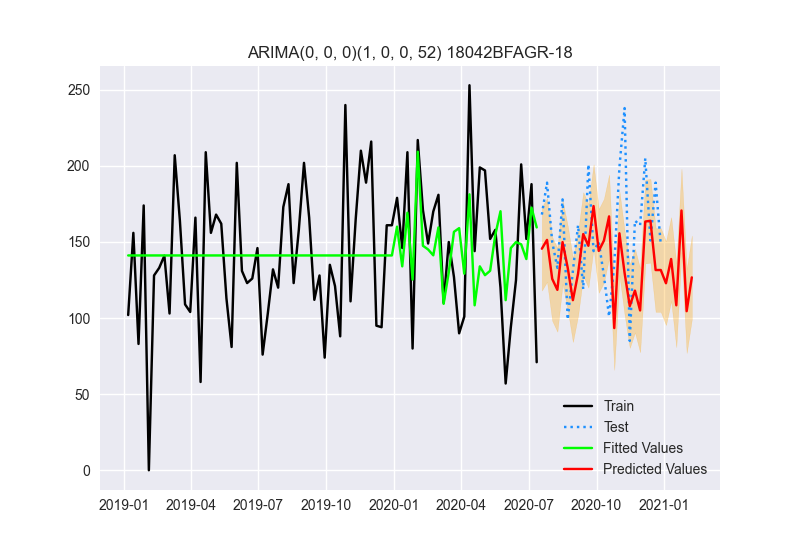 ARIMA(0, 0, 0)(1, 0, 0, 52) 18042BFAGR-18
250
200
150
100
50
0
Train
Test
Fitted Values
Predicted Values
2019-01 2019-04 2019-07 2019-10 2020-01 2020-04 2020-07 2020-10 2021-01